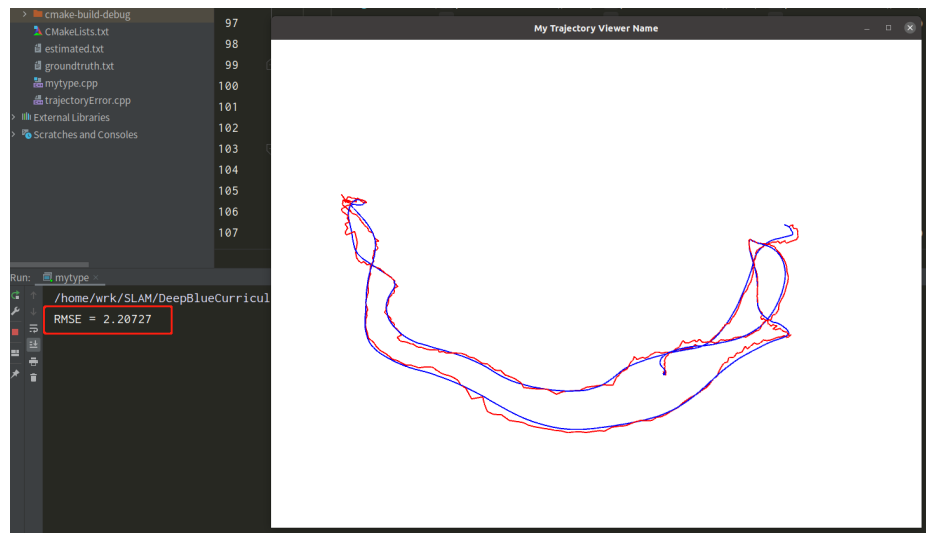 cmake-build-debug
CMakeLists.txt
estimated.txt
groundtruth.txt
mytype.cpp
trajectoryError.cpp
External Libraries
Scratches and Consoles
97
98
99
100
101
102
103
104
105
106
107
My Trajectory Viewer Name
Run:
mytype
/home/wrk/SLAM/DeepBlueCurricul
RMSE = 2.20727